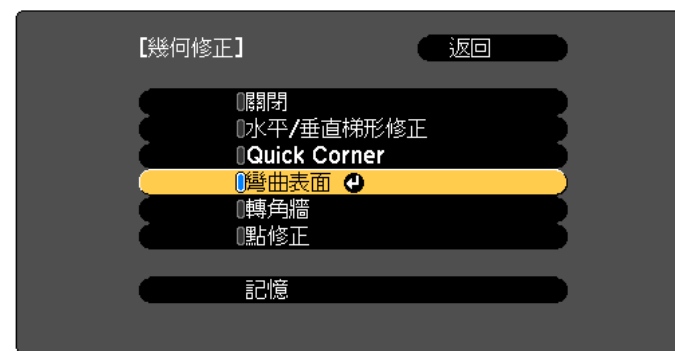 【幾何修正】 返回
關閉
水平/垂直梯形修正
Quick Corner
彎曲表面
轉角牆
點修正
記憶